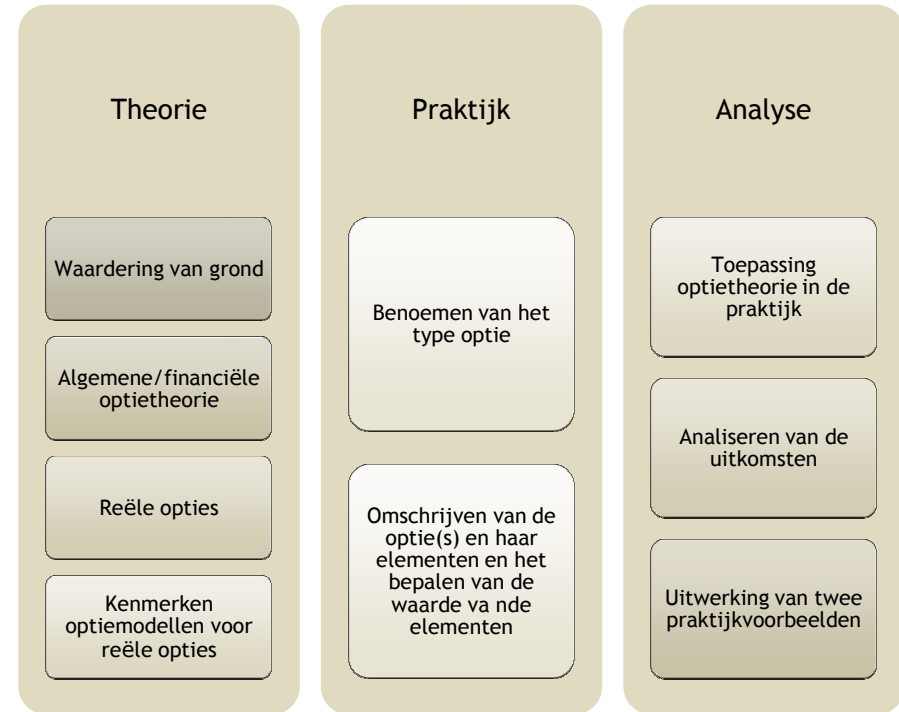 Theorie
Waardering van grond
Algemene/financiële
optietheorie
Reële opties
Kenmerken
optiemodellen voor
reële opties
Praktijk
Benoemen van het
type optie
Omschrijven van de
optie(s) en haar
elementen en het
bepalen van de
waarde va nde
elementen
Analyse
Toepassing
optietheorie in de
praktijk
Analiseren van de
uitkomsten
Uitwerking van twee
praktijkvoorbeelden